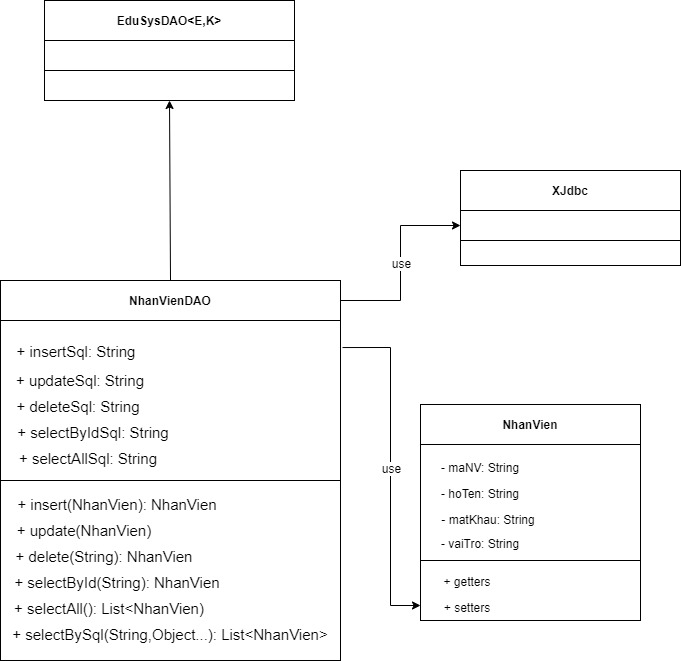 EduSysDAO<E,K>
XJdbc
use
NhanVienDAO
+ insertSql: String
+ updateSql: String
+ deleteSql: String
+ selectByIdSql: String
+ selectAllSql: String
+ insert(NhanVien): NhanVien
+ update(NhanVien)
+ delete(String): NhanVien
+ selectById(String): NhanVien
+ selectAll(): List<NhanVien)
+ selectBySql(String,Object...): List<NhanVien>
use
NhanVien
- maNV: String
- hoTen: String
- matKhau: String
- vaiTro: String
+ getters
+ setters